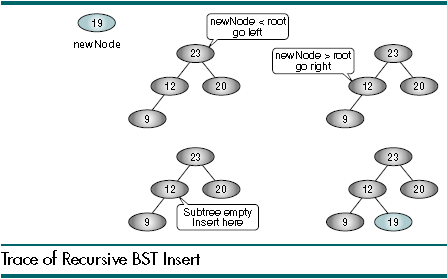 19
newNode
newNode < root
go left
23
12
20
9
newNode > root
go right
23
12
20
9
23
12
20
9
Subtree empty
Insert here
23
12
20
9
19
Trace of Recursive BST Insert